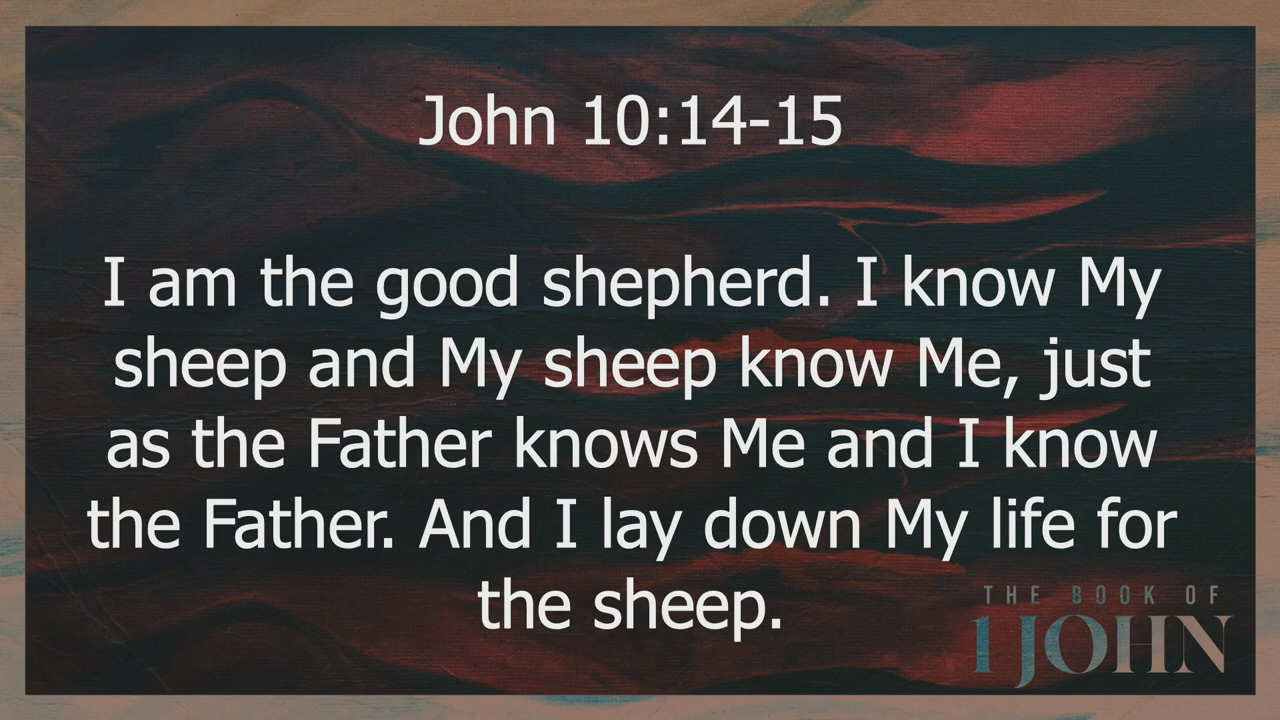 John 10:14-15
I am the good shepherd. I know My
sheep and My sheep know Me, just
as the Father knows Me and I know
the Father. And I lay down My life for
the sheep.
THE BOOK OF
1 JOHN